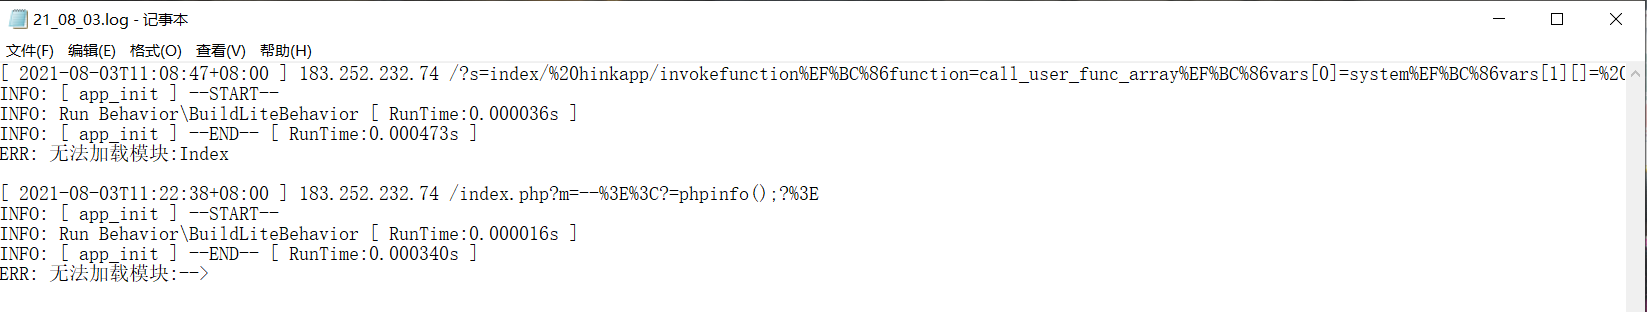 21_08_03.log - 记事本
文件(F) 编辑(E) 格式(O) 查看(V) 帮助(H)
[ 2021-08-03T11:08:47+08:00 ] 183.252.232.74 /?s=index/%20hinkapp/invokefunction%EF%BC%86function=call_user_func_array%EF%BC%86vars[0]=system%EF%BC%86vars[1][]=%20
INFO: [ app_init ] --START--
INFO: Run Behavior\BuildLiteBehavior [ RunTime:0.000036s ]
INFO: [ app_init ] --END-- [ RunTime:0.000473s ]
ERR: 无法加载模块:Index
[ 2021-08-03T11:22:38+08:00 ] 183.252.232.74 /index.php?m=--%3E%3C?=phpinfo();?%3E
INFO: [ app_init ] --START--
INFO: Run Behavior\BuildLiteBehavior [ RunTime:0.000016s ]
INFO: [ app_init ] --END-- [ RunTime:0.000340s ]
ERR: 无法加载模块:-->